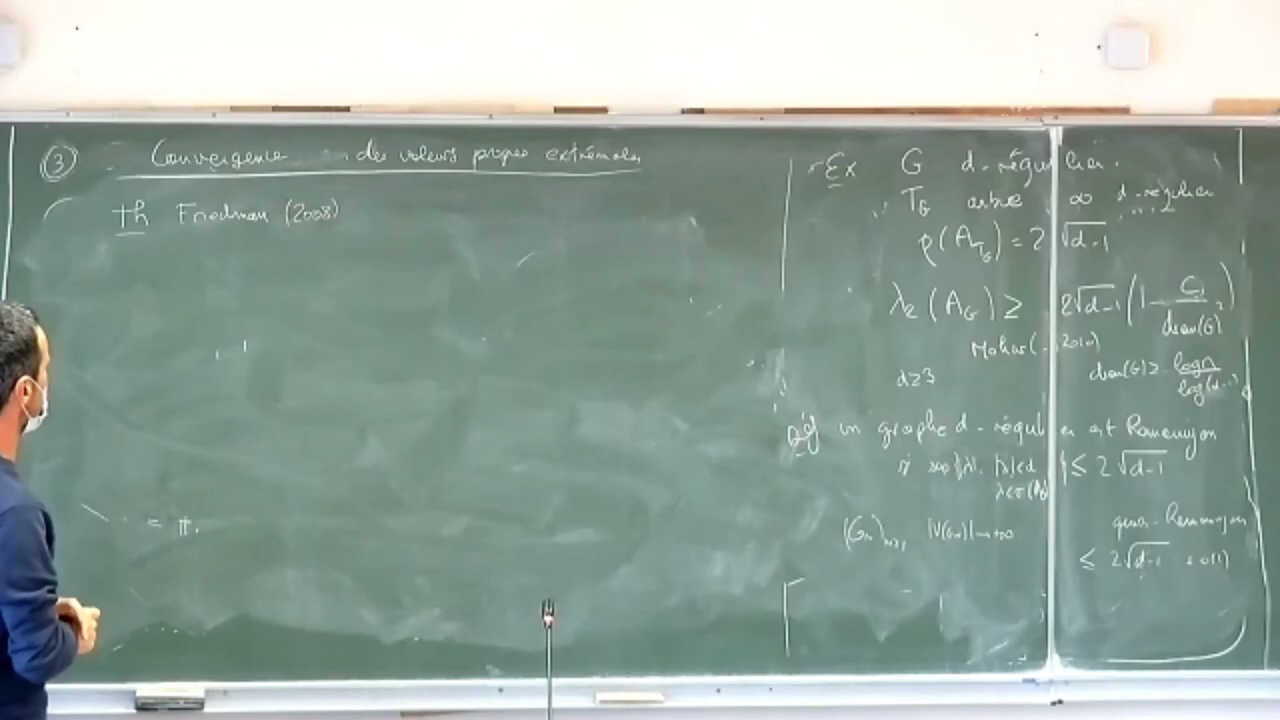 ③ Convergence des valeurs propres extrémales
th Friedman (2008)
= #.
Ex G d-régulier.
T_G arbre ∞ d-régulier
ρ(A_{T_G}) = 2√(d-1)
λ₂(A_G) ≥ 2√(d-1) (1 - C/diam(G)²)
Mohar (2010)
d≥3 diam(G) ≥ log n / log(d-1)
Déf un graphe d-régulier est Ramanujan
si sup{|λ|, |λ|≠d λ∈σ(A_G)} ≤ 2√(d-1)
(G_n)_{n≥1} |V(G_n)| → +∞ quasi-Ramanujan
≤ 2√(d-1) + o(1)